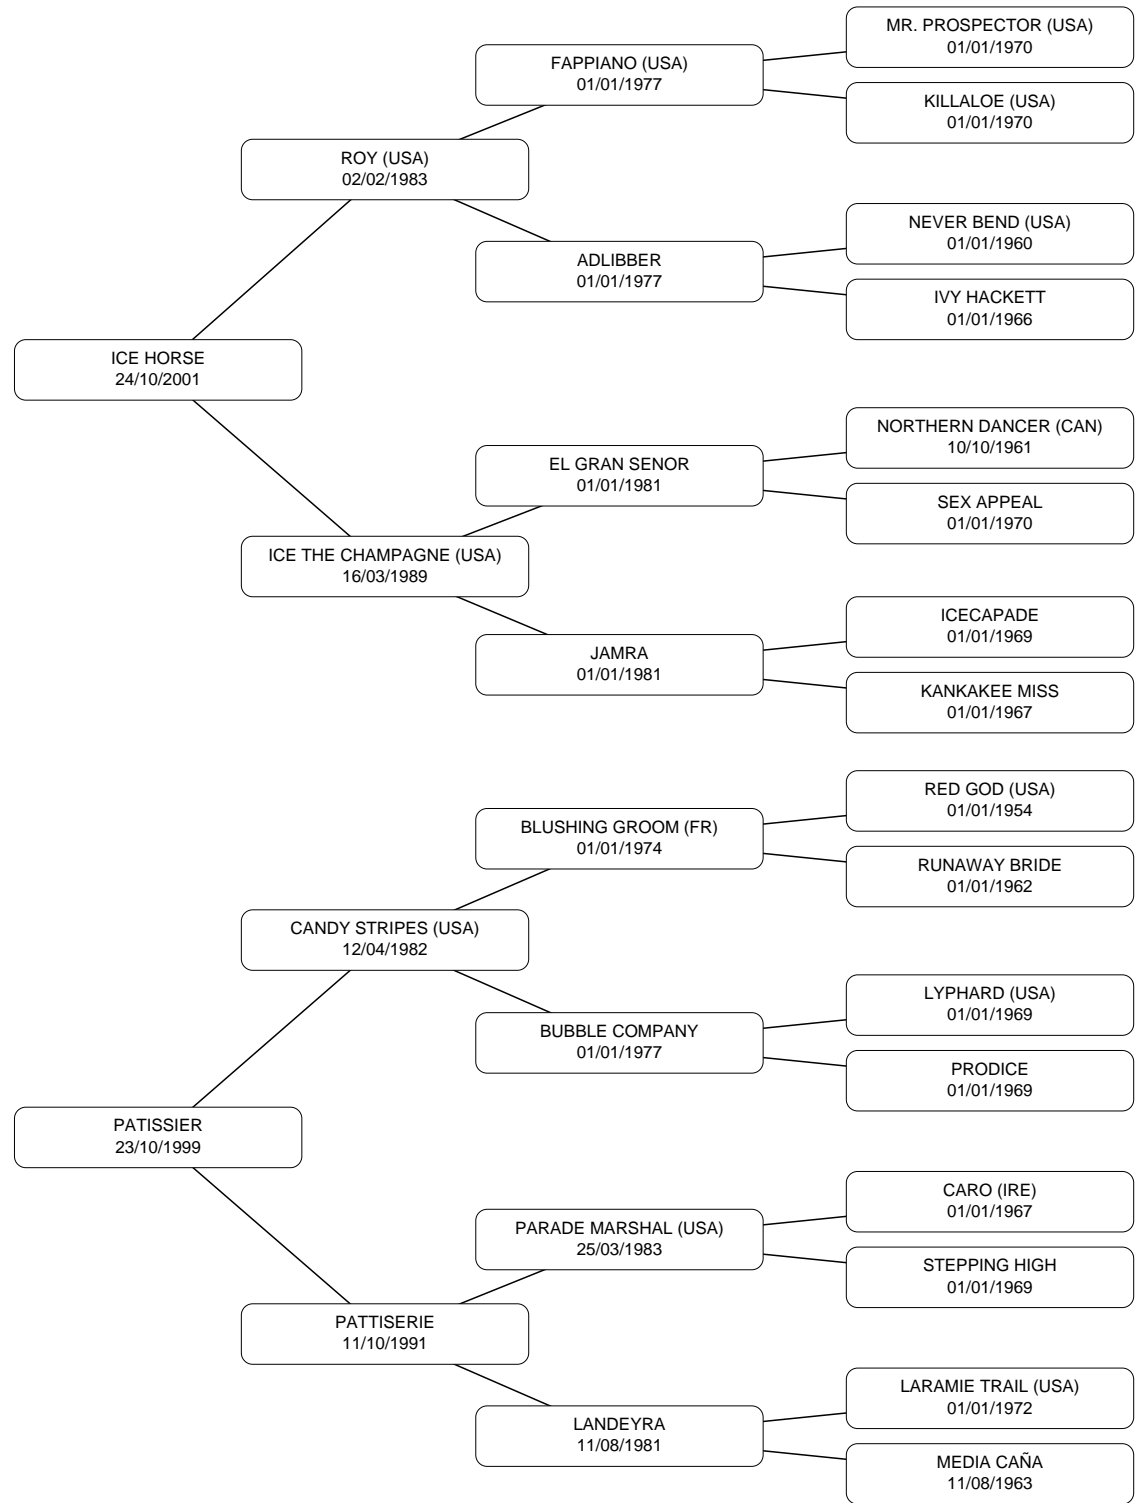 MR. PROSPECTOR (USA)
01/01/1970
FAPPIANO (USA)
01/01/1977
KILLALOE (USA)
01/01/1970
ROY (USA)
02/02/1983
NEVER BEND (USA)
01/01/1960
ADLIBBER
01/01/1977
IVY HACKETT
01/01/1966
ICE HORSE
24/10/2001
NORTHERN DANCER (CAN)
10/10/1961
EL GRAN SENOR
01/01/1981
SEX APPEAL
01/01/1970
ICE THE CHAMPAGNE (USA)
16/03/1989
ICECAPADE
01/01/1969
JAMRA
01/01/1981
KANKAKEE MISS
01/01/1967
RED GOD (USA)
01/01/1954
BLUSHING GROOM (FR)
01/01/1974
RUNAWAY BRIDE
01/01/1962
CANDY STRIPES (USA)
12/04/1982
LYPHARD (USA)
01/01/1969
BUBBLE COMPANY
01/01/1977
PRODICE
01/01/1969
PATISSIER
23/10/1999
CARO (IRE)
01/01/1967
PARADE MARSHAL (USA)
25/03/1983
STEPPING HIGH
01/01/1969
PATTISERIE
11/10/1991
LARAMIE TRAIL (USA)
01/01/1972
LANDEYRA
11/08/1981
MEDIA CAÑA
11/08/1963